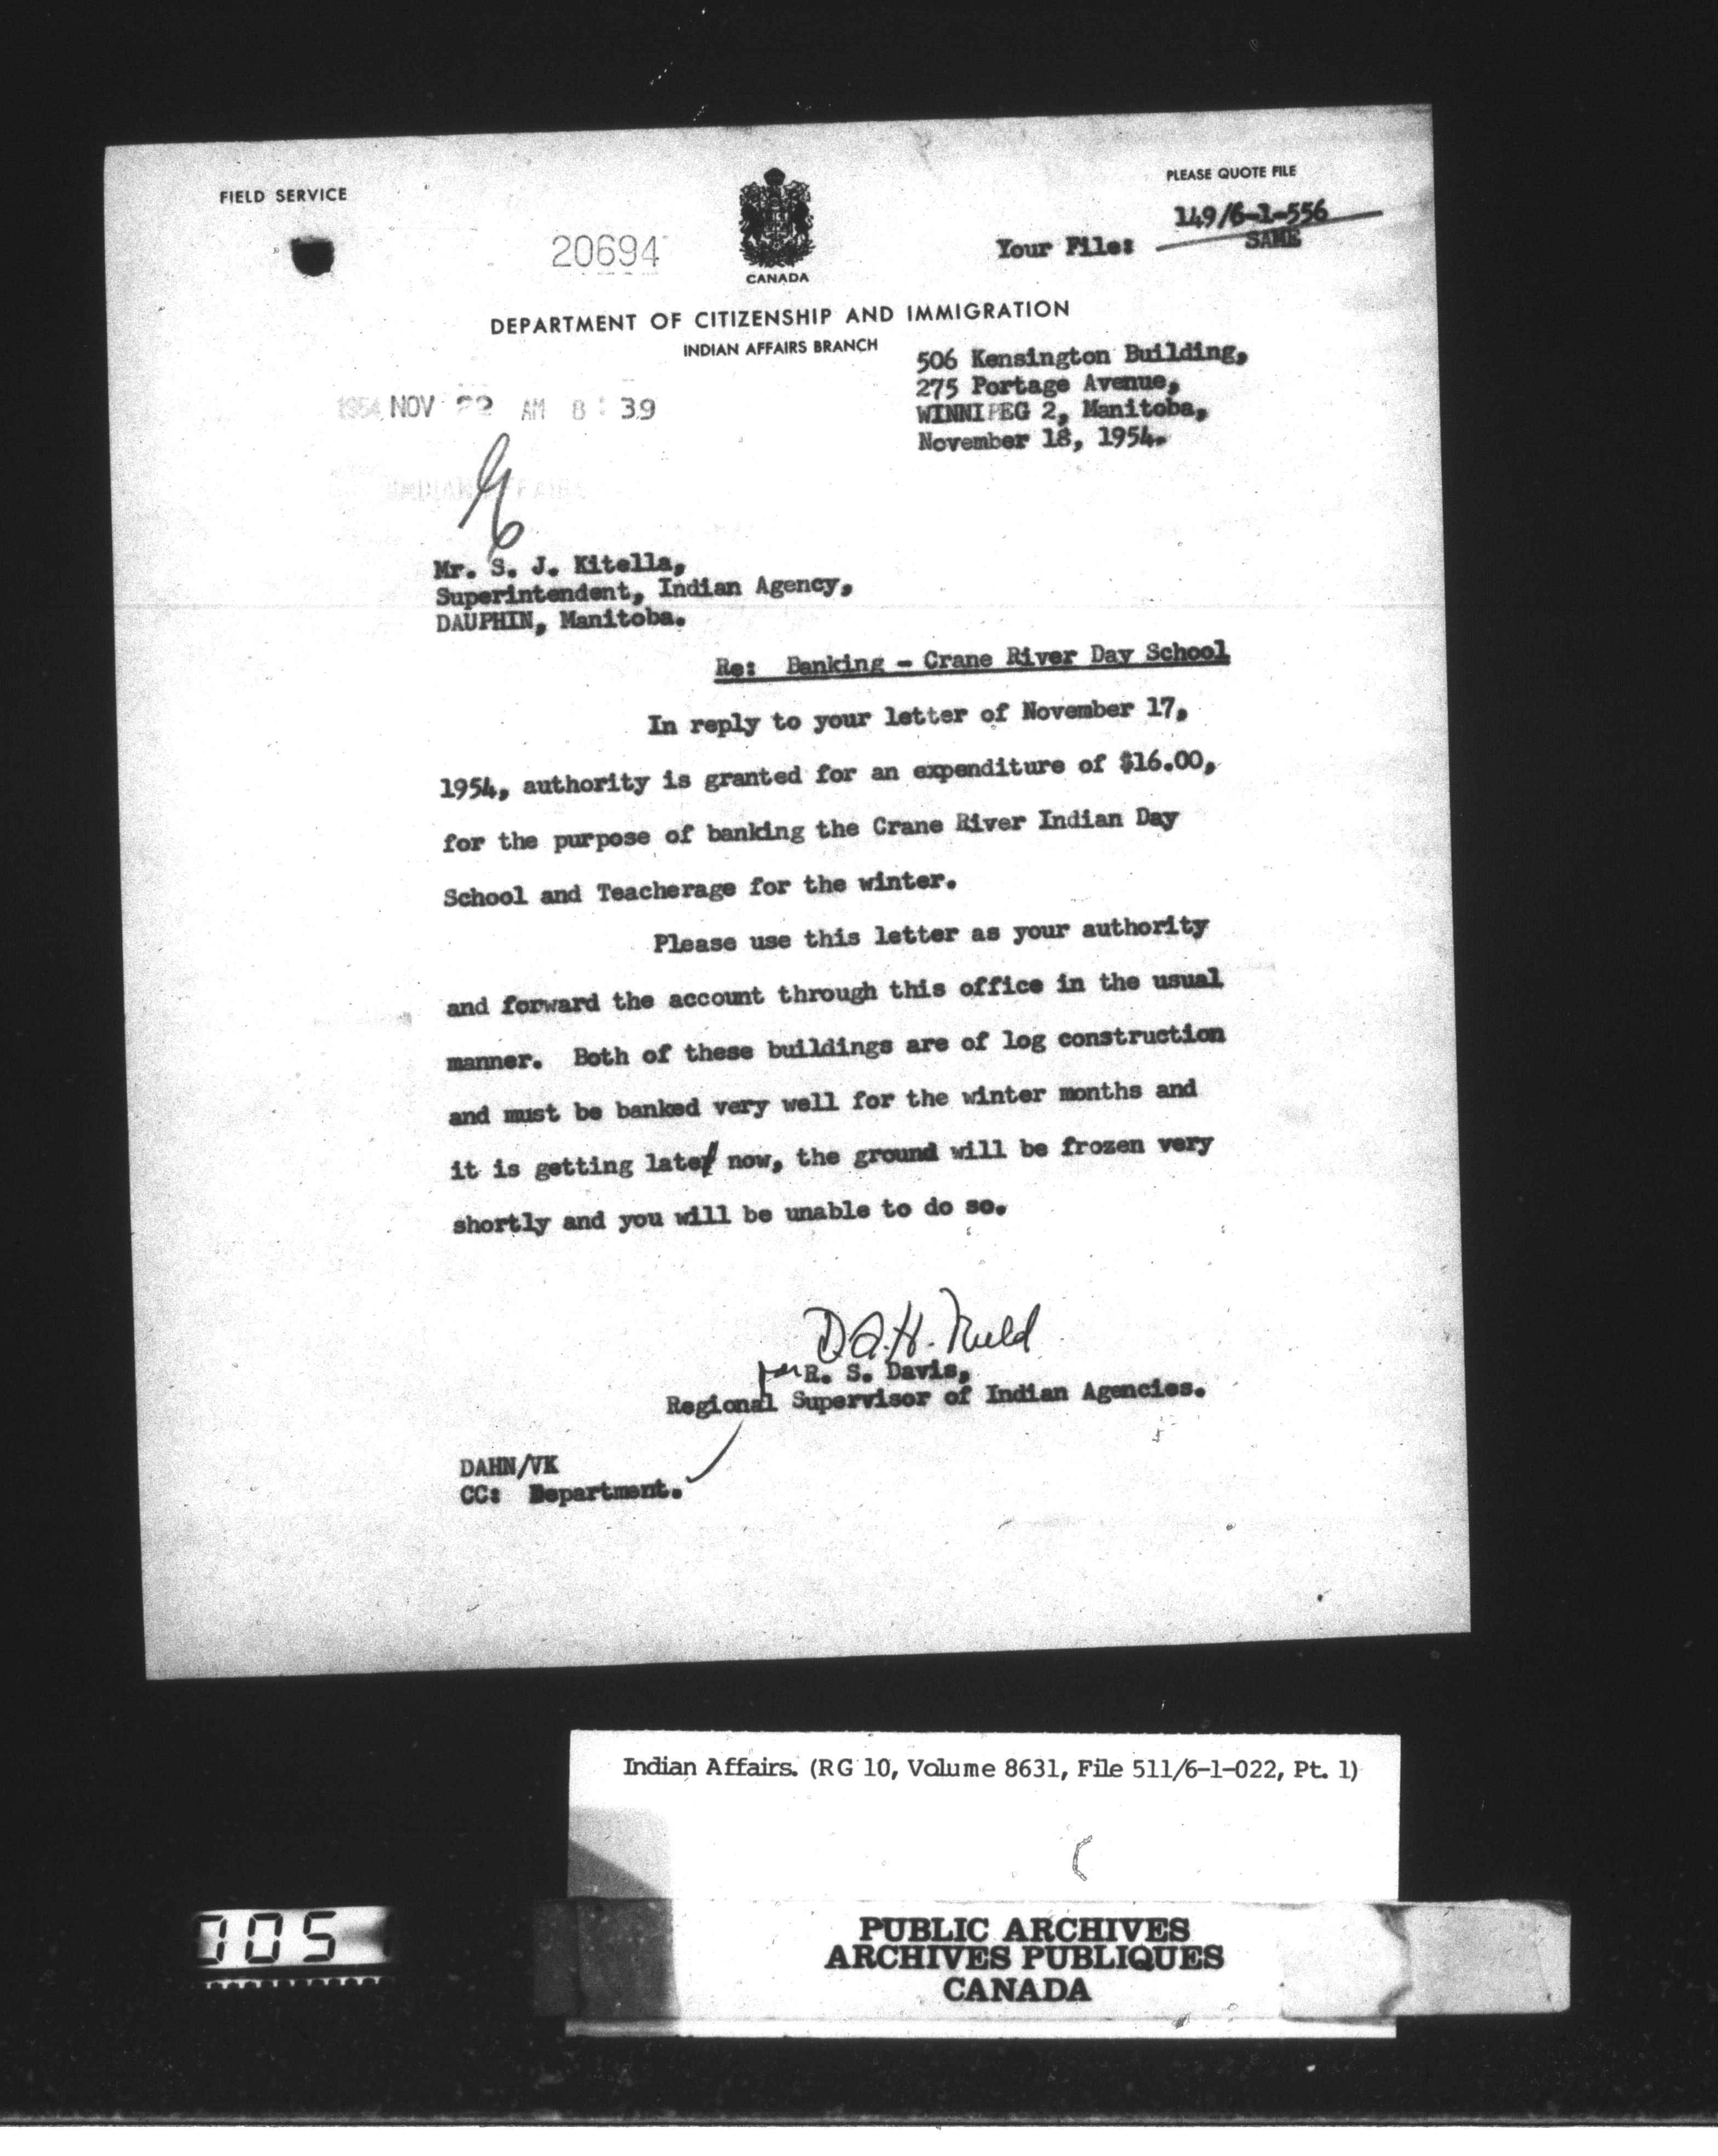 FIELD SERVICE
PLEASE QUOTE FILE
149/6-1-556
Your File: SAME
20694
CANADA
DEPARTMENT OF CITIZENSHIP AND IMMIGRATION
INDIAN AFFAIRS BRANCH
506 Kensington Building,
275 Portage Avenue,
WINNIPEG 2, Manitoba,
November 18, 1954.
1954 NOV 22 AM 8:39
INDIAN AFFAIRS
Mr. S. J. Kitella,
Superintendent, Indian Agency,
DAUPHIN, Manitoba.
Re: Banking - Crane River Day School
In reply to your letter of November 17,
1954, authority is granted for an expenditure of $16.00,
for the purpose of banking the Crane River Indian Day
School and Teacherage for the winter.
Please use this letter as your authority
and forward the account through this office in the usual
manner. Both of these buildings are of log construction
and must be banked very well for the winter months and
it is getting late now, the ground will be frozen very
shortly and you will be unable to do so.
D.A.H.
for R. S. Davis,
Regional Supervisor of Indian Agencies.
DAHN/VK
CC: Department.
Indian Affairs. (RG 10, Volume 8631, File 511/6-1-022, Pt. 1)
PUBLIC ARCHIVES
ARCHIVES PUBLIQUES
CANADA